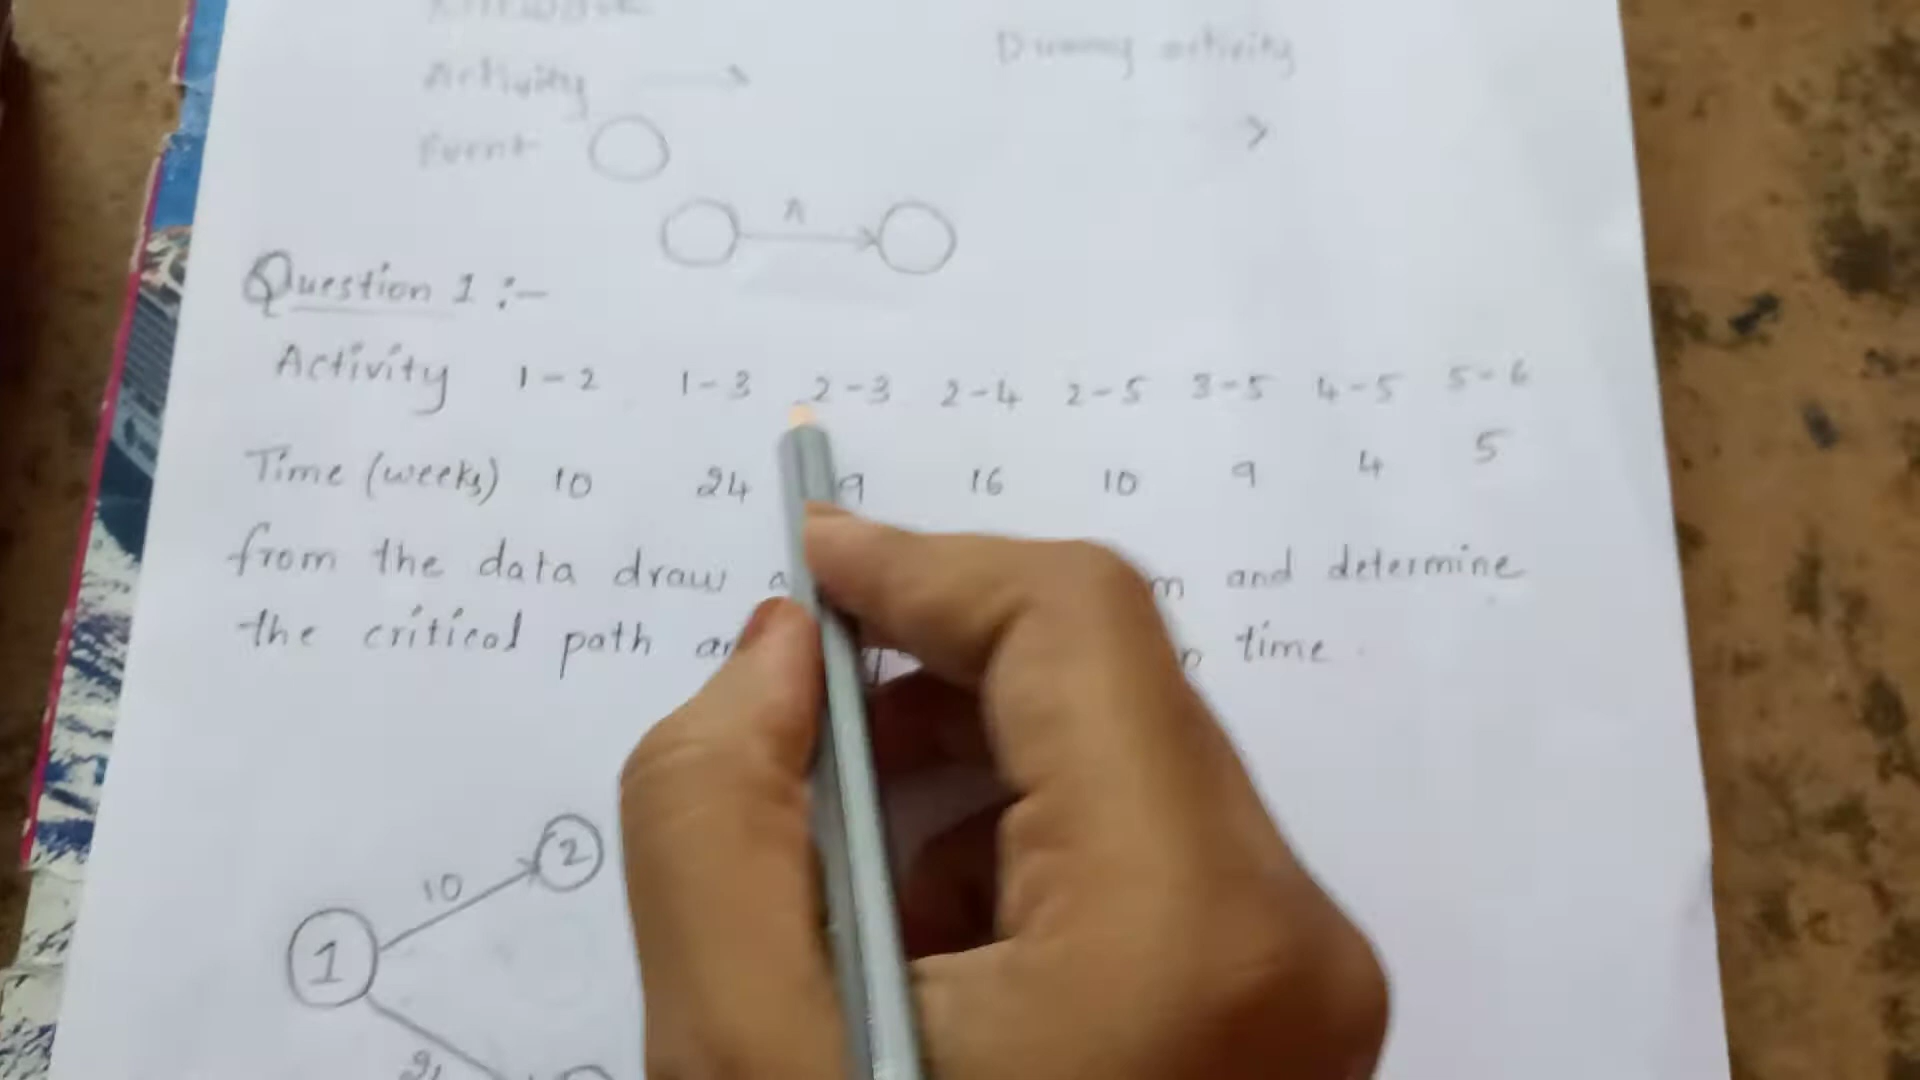 Activity
Dummy activity
Event
A
Question 1 :-
Activity 1-2 1-3 2-3 2-4 2-5 3-5 4-5 5-6
Time (weeks) 10 24 9 16 10 9 4 5
from the data draw a and determine
the critical path time.
2
10
1